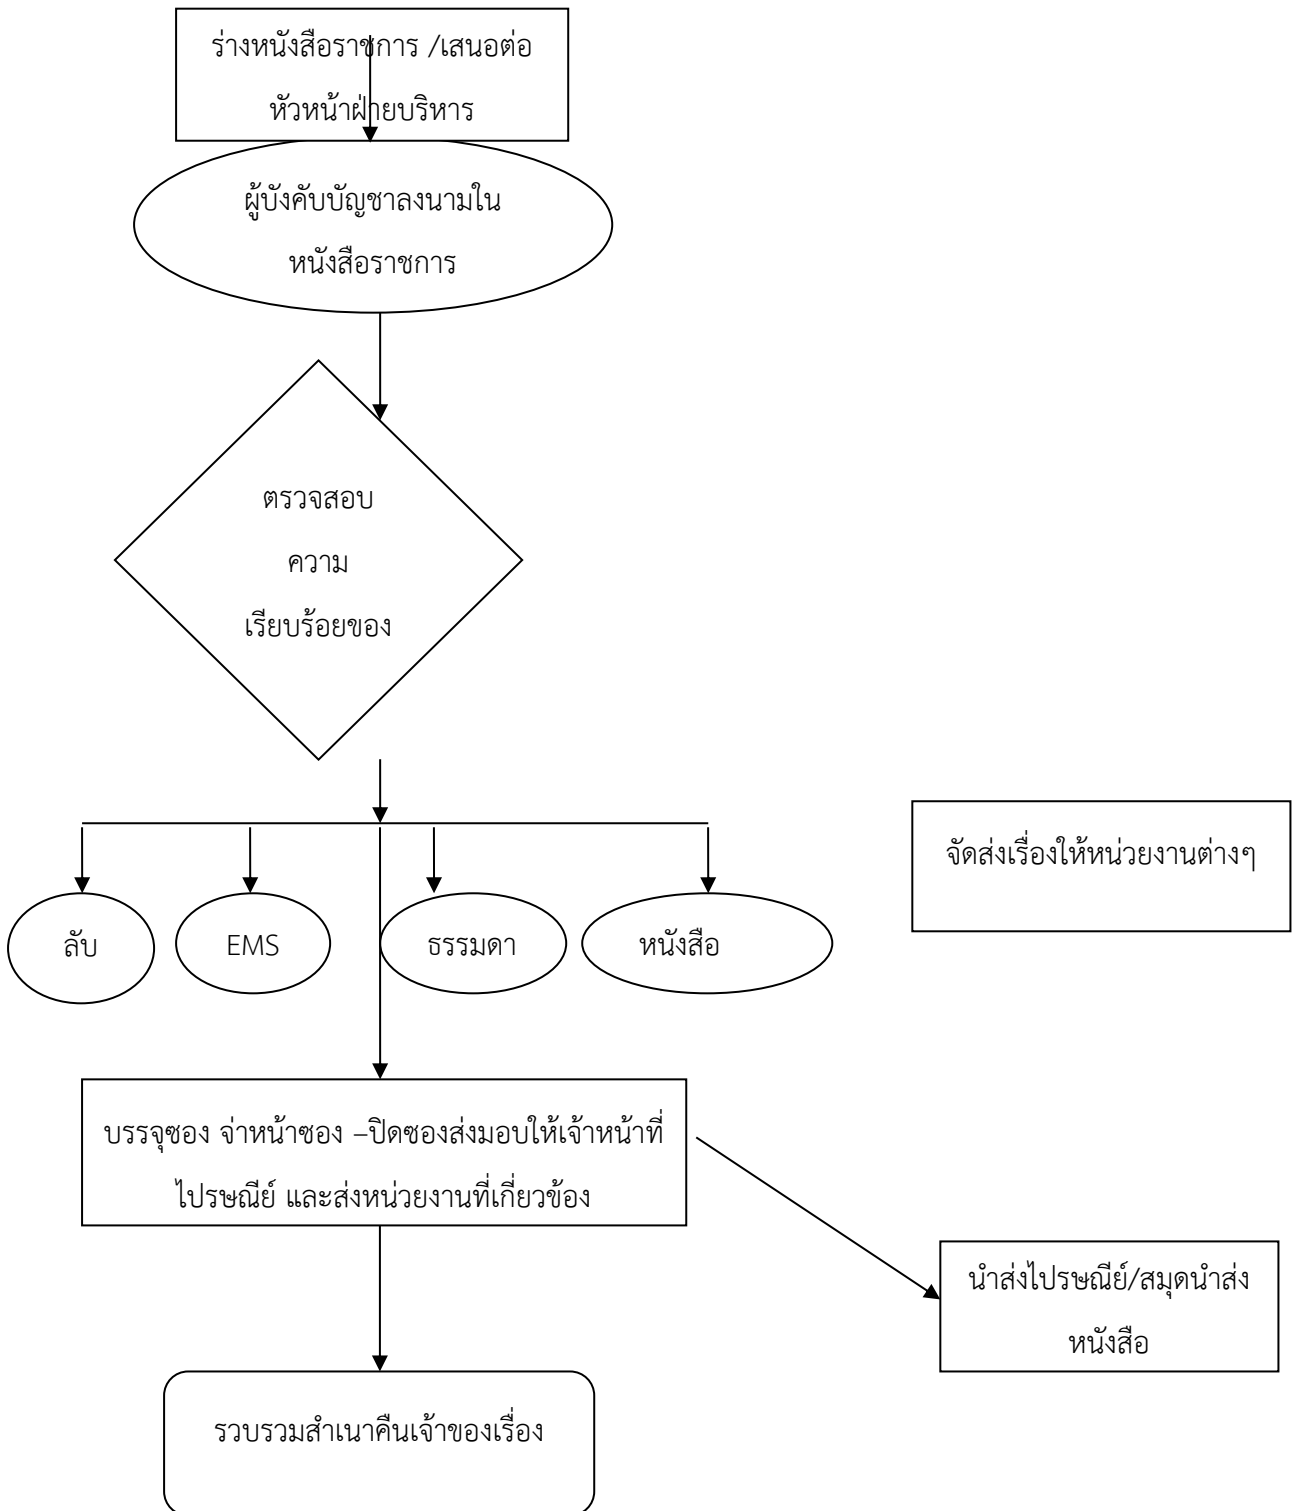 ร่างหนังสือราชการ /เสนอต่อ
หัวหน้าฝ่ายบริหาร
ผู้บังคับบัญชาลงนามใน
หนังสือราชการ
ตรวจสอบ
ความ
เรียบร้อยของ
จัดส่งเรื่องให้หน่วยงานต่างๆ
ลับ
EMS
ธรรมดา
หนังสือ
บรรจุซอง จ่าหน้าซอง –ปิดซองส่งมอบให้เจ้าหน้าที่
ไปรษณีย์ และส่งหน่วยงานที่เกี่ยวข้อง
นำส่งไปรษณีย์/สมุดนำส่ง
หนังสือ
รวบรวมสำเนาคืนเจ้าของเรื่อง